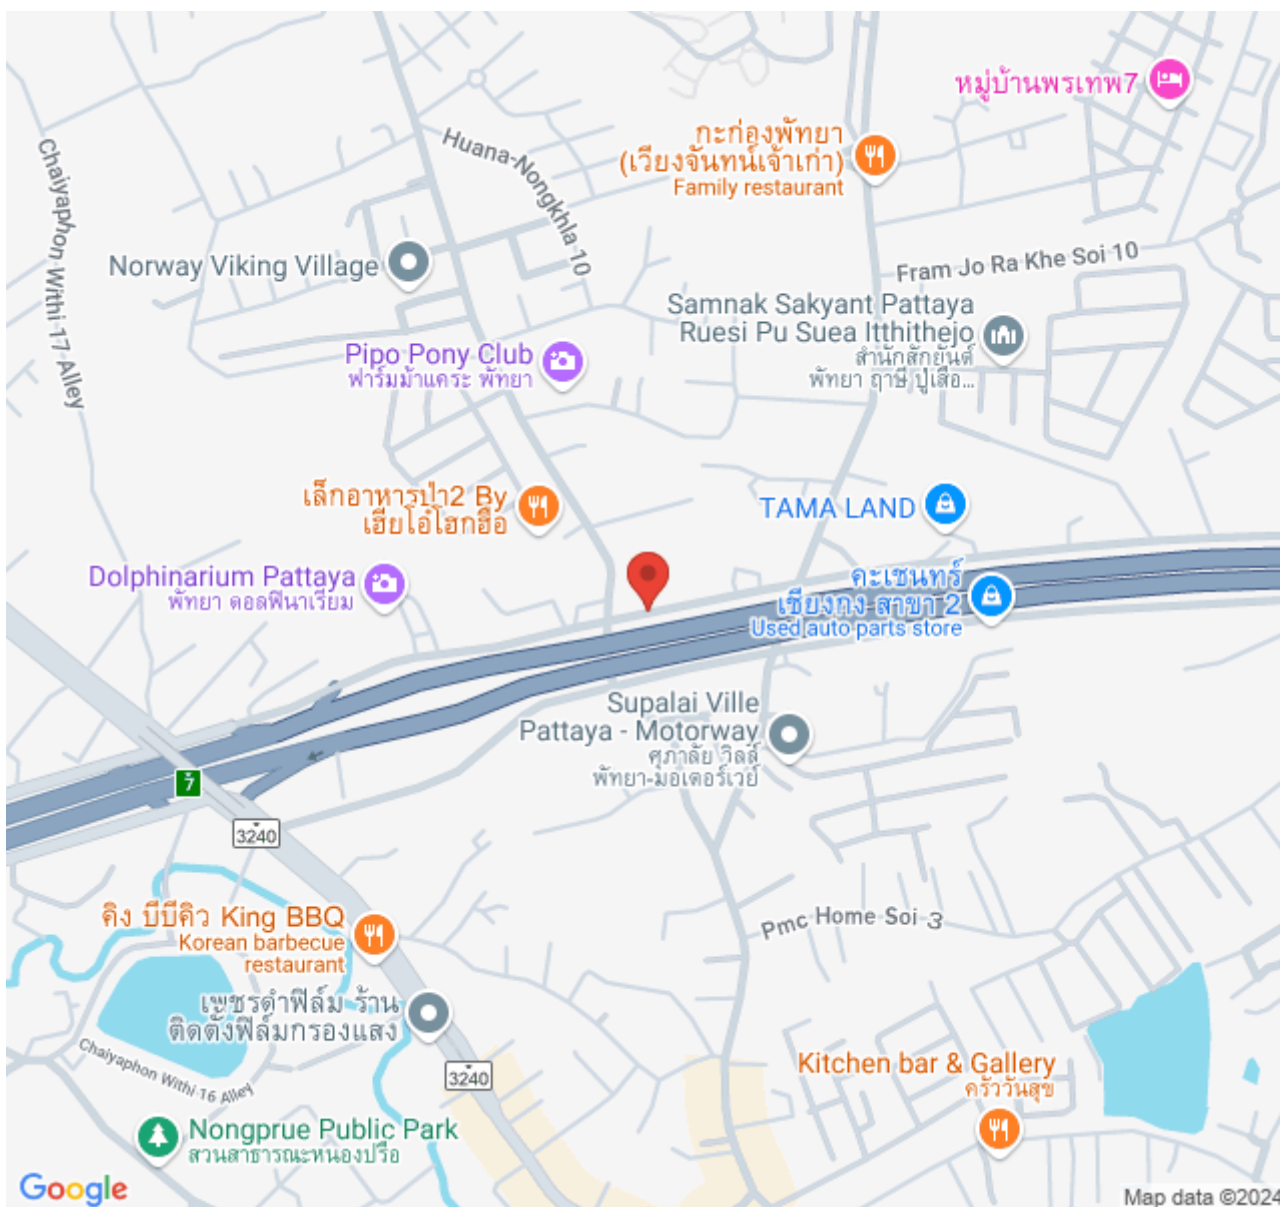 หมู่บ้านพรเทพ7
กะก่องพัทยา
(เวียงจันทน์เจ้าเก่า)
Family restaurant
Huana-Nongkhla 10
Chaiyaphon Withi 17 Alley
Norway Viking Village
Fram Jo Ra Khe Soi 10
Samnak Sakyant Pattaya
Ruesi Pu Suea Itthithejo
สำนักสักยันต์
พัทยา ฤาษี ปู่เสือ...
Pipo Pony Club
ฟาร์มม้าแคระ พัทยา
เล็กอาหารป่า2 By
เฮียโอ๋โฮกฮือ
TAMA LAND
Dolphinarium Pattaya
พัทยา ดอลฟินาเรียม
คะเชนทร์
เซียงกง สาขา 2
Used auto parts store
Supalai Ville
Pattaya - Motorway
ศุภาลัย วิลล์
พัทยา-มอเตอร์เวย์
7
3240
คิง บีบีคิว King BBQ
Korean barbecue
restaurant
Pmc Home Soi 3
เพชรดำฟิล์ม ร้าน
ติดตั้งฟิล์มกรองแสง
Chaiyaphon Withi 16 Alley
3240
Kitchen bar & Gallery
ครัววันสุข
Nongprue Public Park
สวนสาธารณะหนองปรือ
Google
Map data ©2024